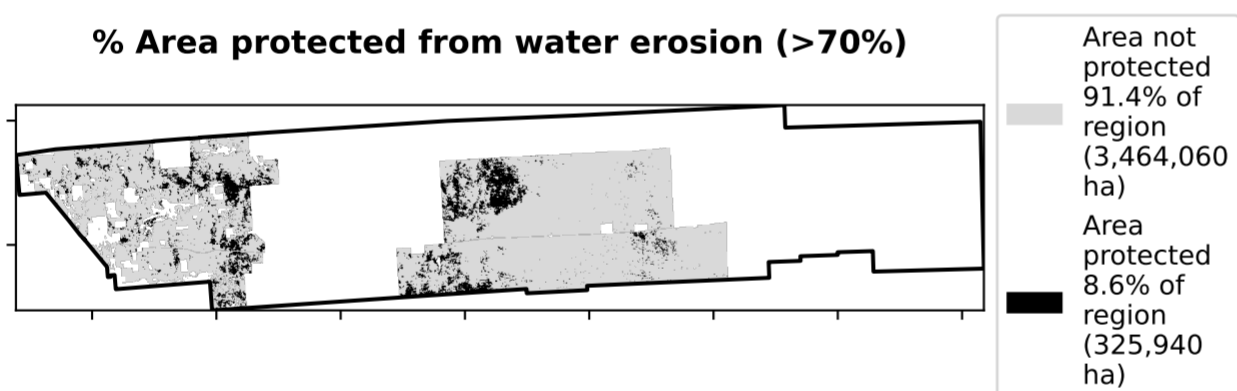 % Area protected from water erosion (>70%)
Area not
protected
91.4% of
region
(3,464,060
ha)
Area
protected
8.6% of
region
(325,940
ha)